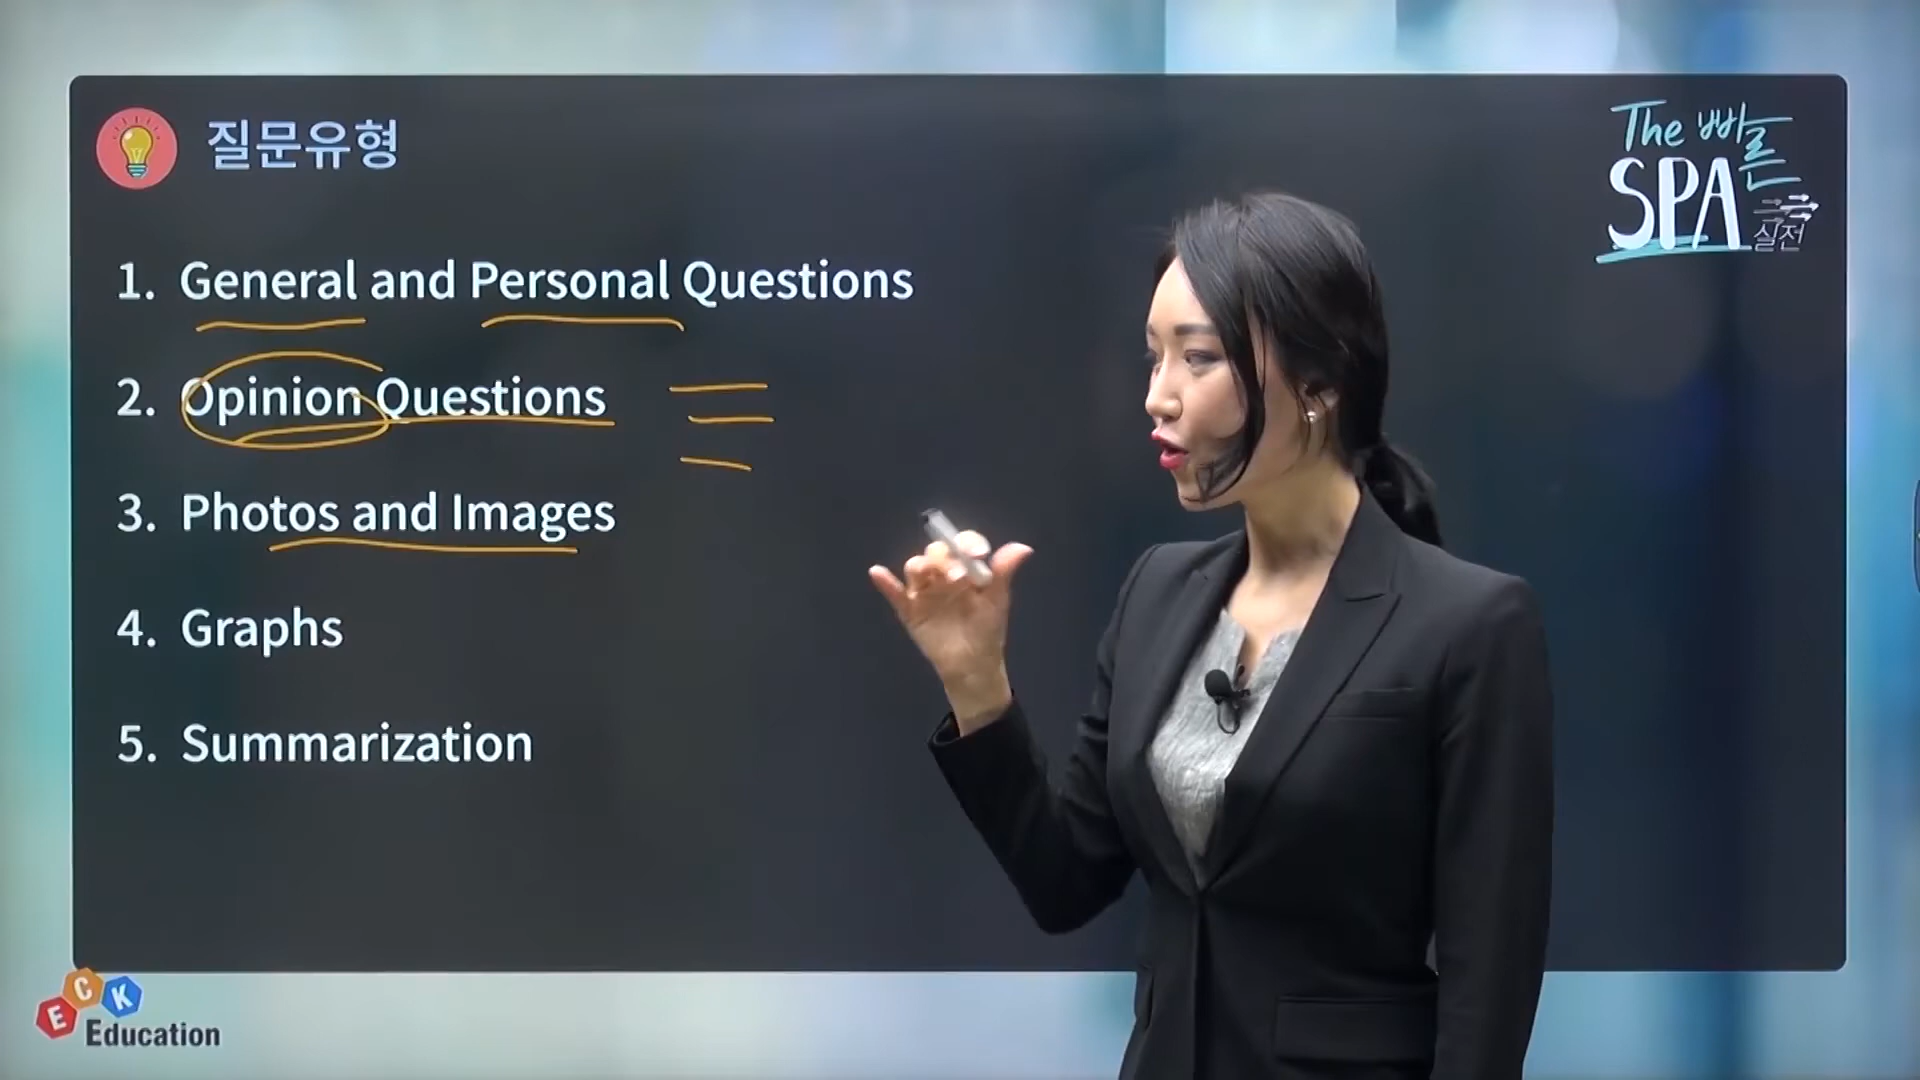 질문유형
The 빠른
SPA
실전
1. General and Personal Questions
2. Opinion Questions
3. Photos and Images
4. Graphs
5. Summarization
ECK
Education